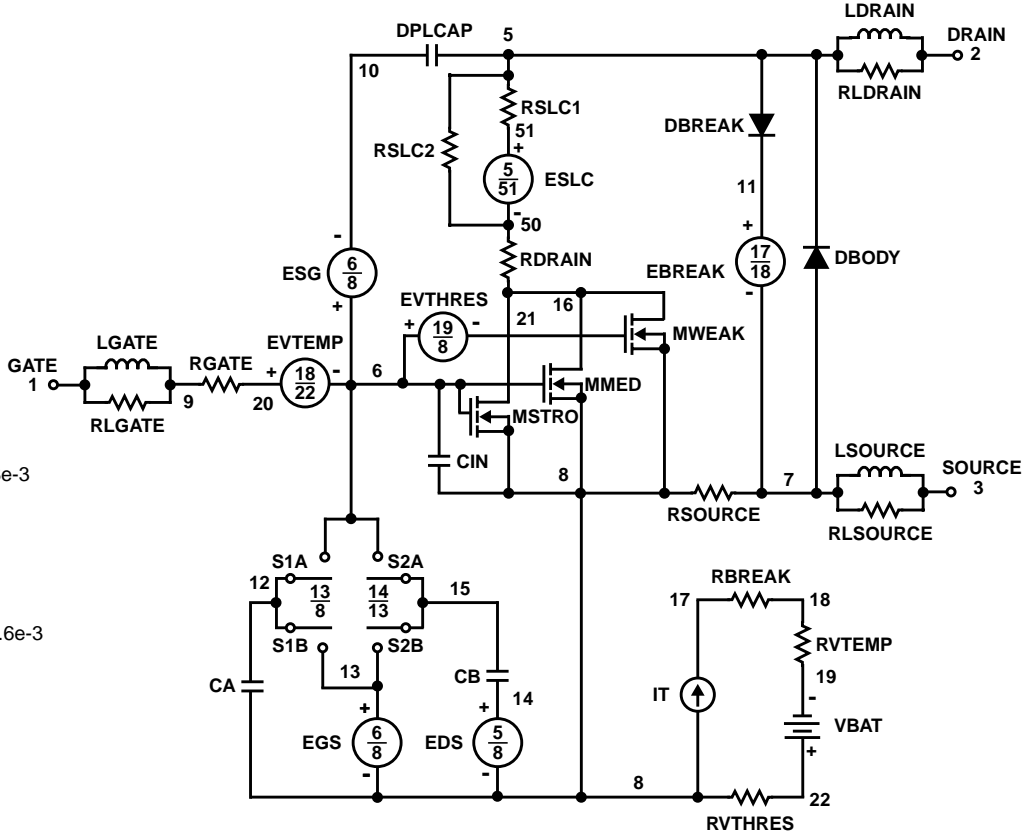 LDRAIN
DPLCAP
5
DRAIN
2
10
RLDRAIN
RSLC1
51
+
DBREAK
RSLC2
5
51
ESLC
11
-
50
-
+
RDRAIN
17
18
EBREAK
-
DBODY
ESG
6
8
+
EVTHRES
16
21
+
19
8
-
MWEAK
LGATE
EVTEMP
GATE
1
RGATE
+
18
22
-
6
MMED
9
20
RLGATE
MSTRO
LSOURCE
CIN
8
7
SOURCE
3
e-3
RSOURCE
RLSOURCE
S1A
S2A
12
13
8
14
13
15
RBREAK
17
18
S1B
S2B
.6e-3
RVTEMP
13
CB
19
CA
14
IT
-
+
+
VBAT
EGS
6
8
EDS
5
8
+
-
-
8
22
RVTHRES